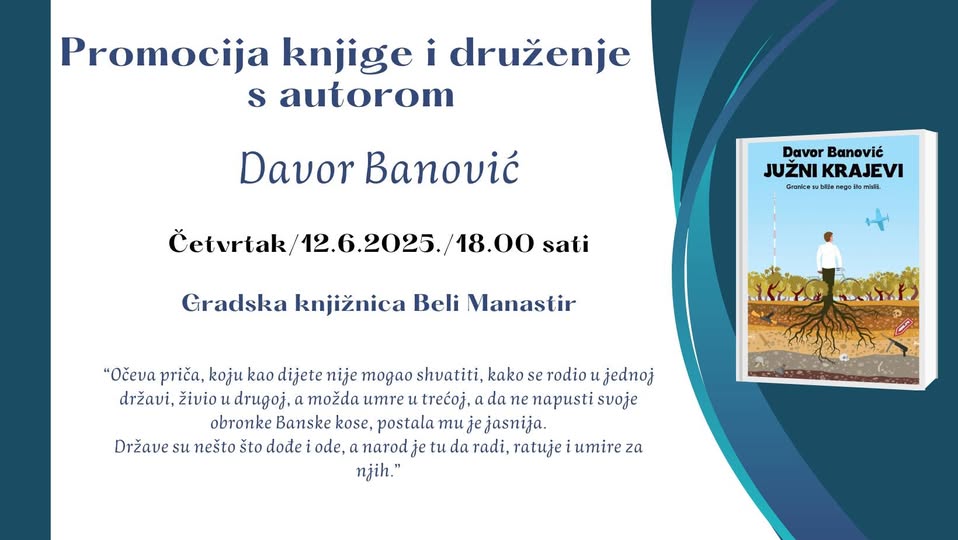 Promocija knjige i druženje
s autorom
Davor Banović
Četvrtak/12.6.2025./18.00 sati
Gradska knjižnica Beli Manastir
“Očeva priča, koju kao dijete nije mogao shvatiti, kako se rodio u jednoj
državi, živio u drugoj, a možda umre u trećoj, a da ne napusti svoje
obronke Banske kose, postala mu je jasnija.
Države su nešto što dođe i ode, a narod je tu da radi, ratuje i umire za
njih.”
Davor Banović
JUŽNI KRAJEVI
Granice su bliže nego što misliš.